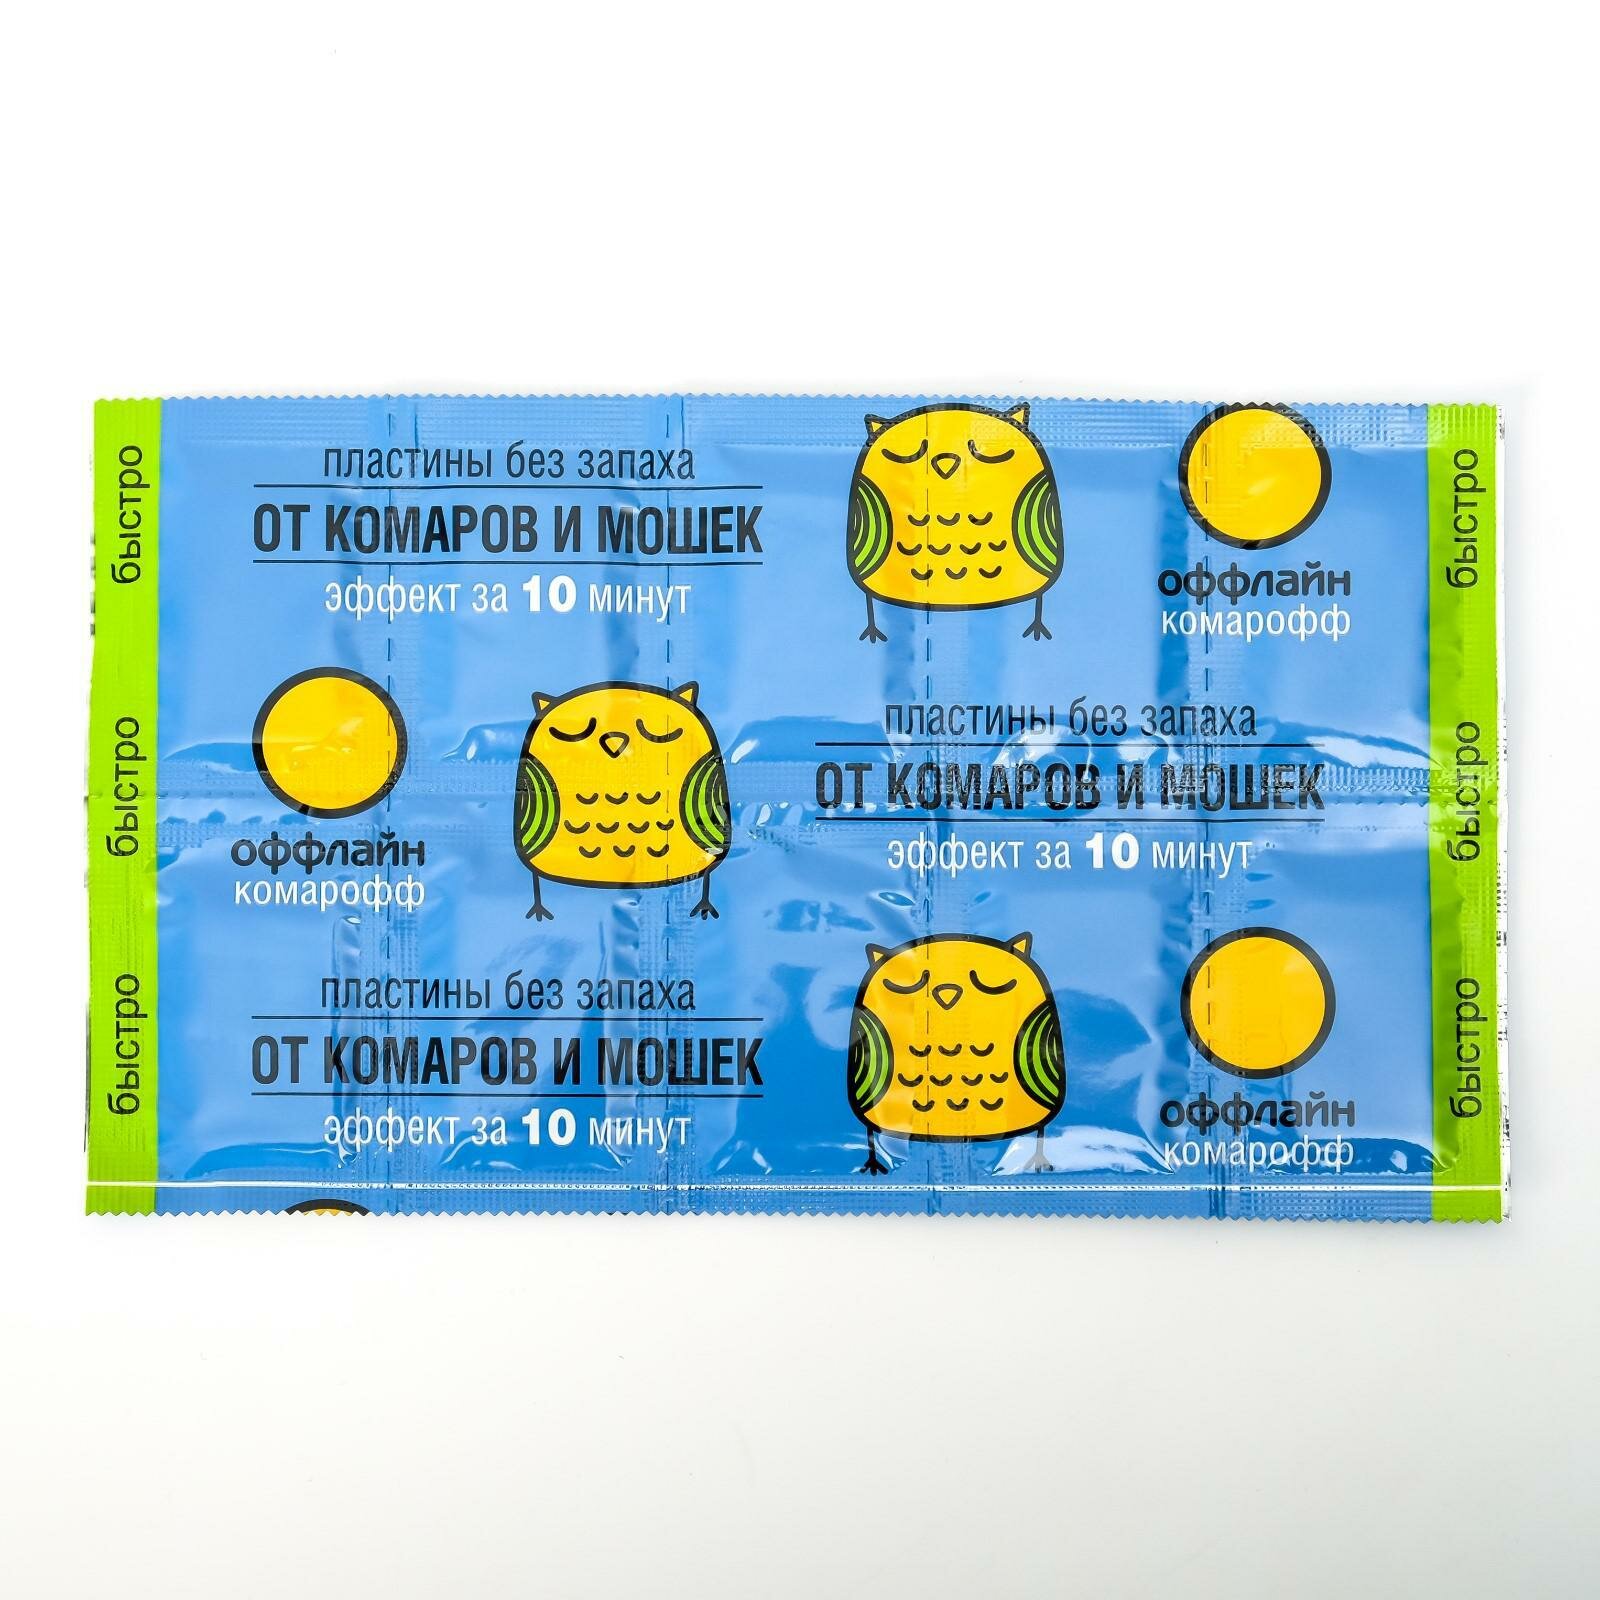 пластины без запаха
ОТ КОМАРОВ И МОШЕК
эффект за 10 минут
оффлайн
комарофф
оффлайн
комарофф
пластины без запаха
ОТ КОМАРОВ И МОШЕК
эффект за 10 минут
пластины без запаха
ОТ КОМАРОВ И МОШЕК
эффект за 10 минут
оффлайн
комарофф
быстро
быстро
быстро
быстро
быстро
быстро